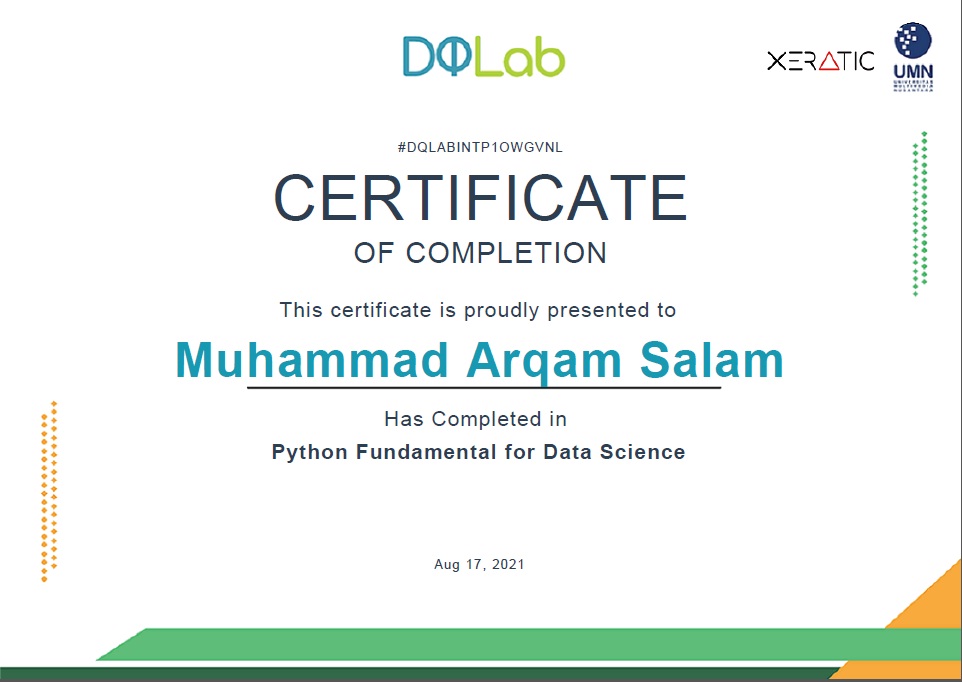 DQLab
XERATIC
UMN
UNIVERSITAS
MULTIMEDIA
NUSANTARA
#DQLABINTP1OWGVNL
CERTIFICATE
OF COMPLETION
This certificate is proudly presented to
Muhammad Arqam Salam
Has Completed in
Python Fundamental for Data Science
Aug 17, 2021